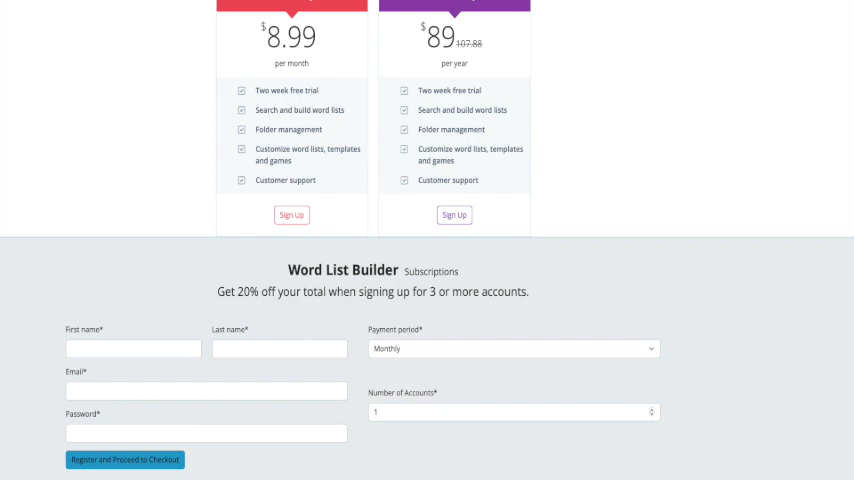 $8.99
per month
Two week free trial
Search and build word lists
Folder management
Customize word lists, templates
and games
Customer support
Sign Up
$89 107.88
per year
Two week free trial
Search and build word lists
Folder management
Customize word lists, templates
and games
Customer support
Sign Up
Word List Builder Subscriptions
Get 20% off your total when signing up for 3 or more accounts.
First name*
Last name*
Email*
Password*
Register and Proceed to Checkout
Payment period*
Monthly
Number of Accounts*
1